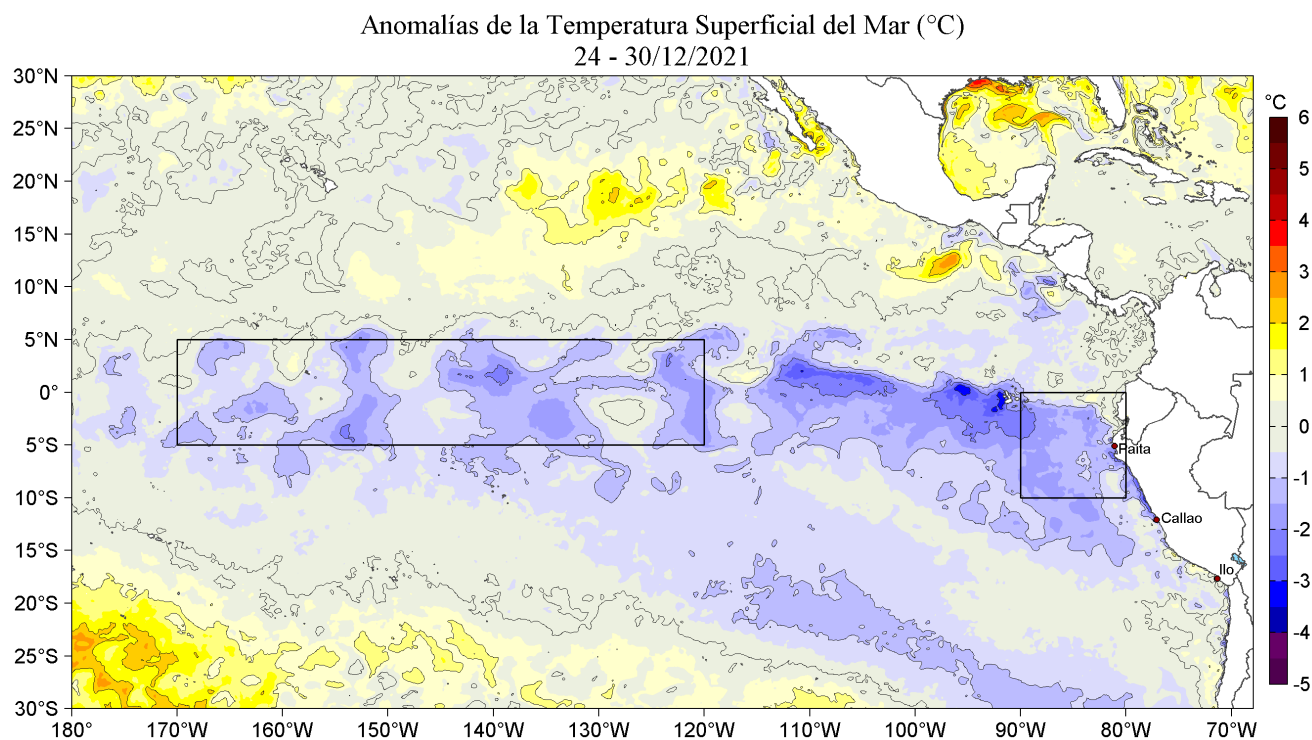 Anomalías de la Temperatura Superficial del Mar (°C)
24 - 30/12/2021
30°N
25°N
20°N
15°N
10°N
5°N
0°
5°S
10°S
15°S
20°S
25°S
30°S
180
170°W
160°W
150°W
140°W
130°W
120°W
110°W
100°W
90°W
80°W
70°W
Paita
Callao
Ilo
°C
6
5
4
3
2
1
0
-1
-2
-3
-4
-5